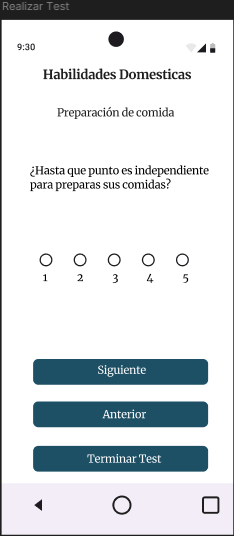 Realizar Test
9:30
Habilidades Domesticas
Preparación de comida
¿Hasta que punto es independiente
para preparas sus comidas?
1 2 3 4 5
Siguiente
Anterior
Terminar Test